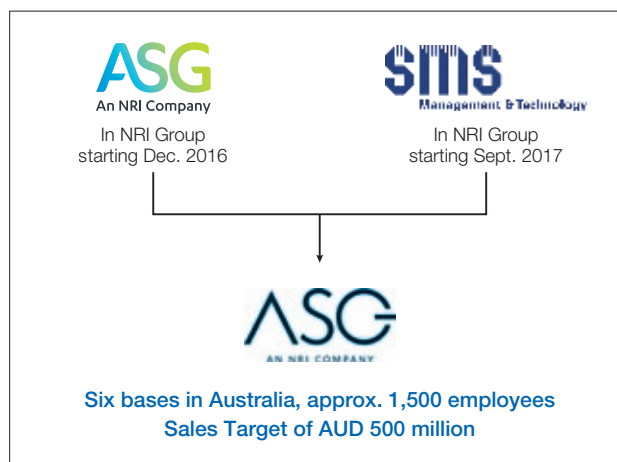 ASG
An NRI Company
In NRI Group
starting Dec. 2016
sms
Management & Technology
In NRI Group
starting Sept. 2017
ASG
AN NRI COMPANY
Six bases in Australia, approx. 1,500 employees
Sales Target of AUD 500 million